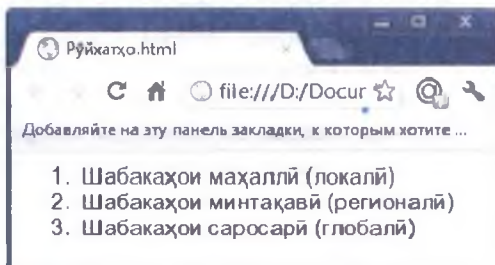 Рӯйхатҳо.html
file:///D:/Docur
Добавляйте на эту панель закладки, к которым хотите ...
1. Шабакаҳои маҳаллӣ (локалӣ)
2. Шабакаҳои минтақавӣ (регионалӣ)
3. Шабакаҳои саросарӣ (глобалӣ)